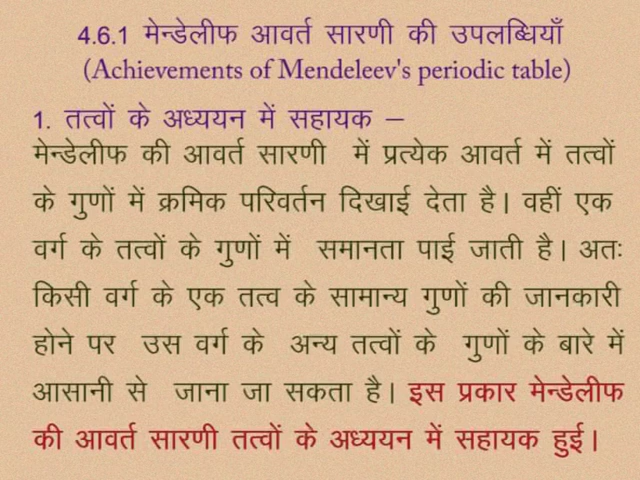 4.6.1 मेन्डेलीफ आवर्त सारणी की उपलब्धियाँ
(Achievements of Mendeleev's periodic table)
1. तत्वों के अध्ययन में सहायक –
मेन्डेलीफ की आवर्त सारणी में प्रत्येक आवर्त में तत्वों
के गुणों में क्रमिक परिवर्तन दिखाई देता है। वहीं एक
वर्ग के तत्वों के गुणों में समानता पाई जाती है। अतः
किसी वर्ग के एक तत्व के सामान्य गुणों की जानकारी
होने पर उस वर्ग के अन्य तत्वों के गुणों के बारे में
आसानी से जाना जा सकता है। इस प्रकार मेन्डेलीफ
की आवर्त सारणी तत्वों के अध्ययन में सहायक हुई।